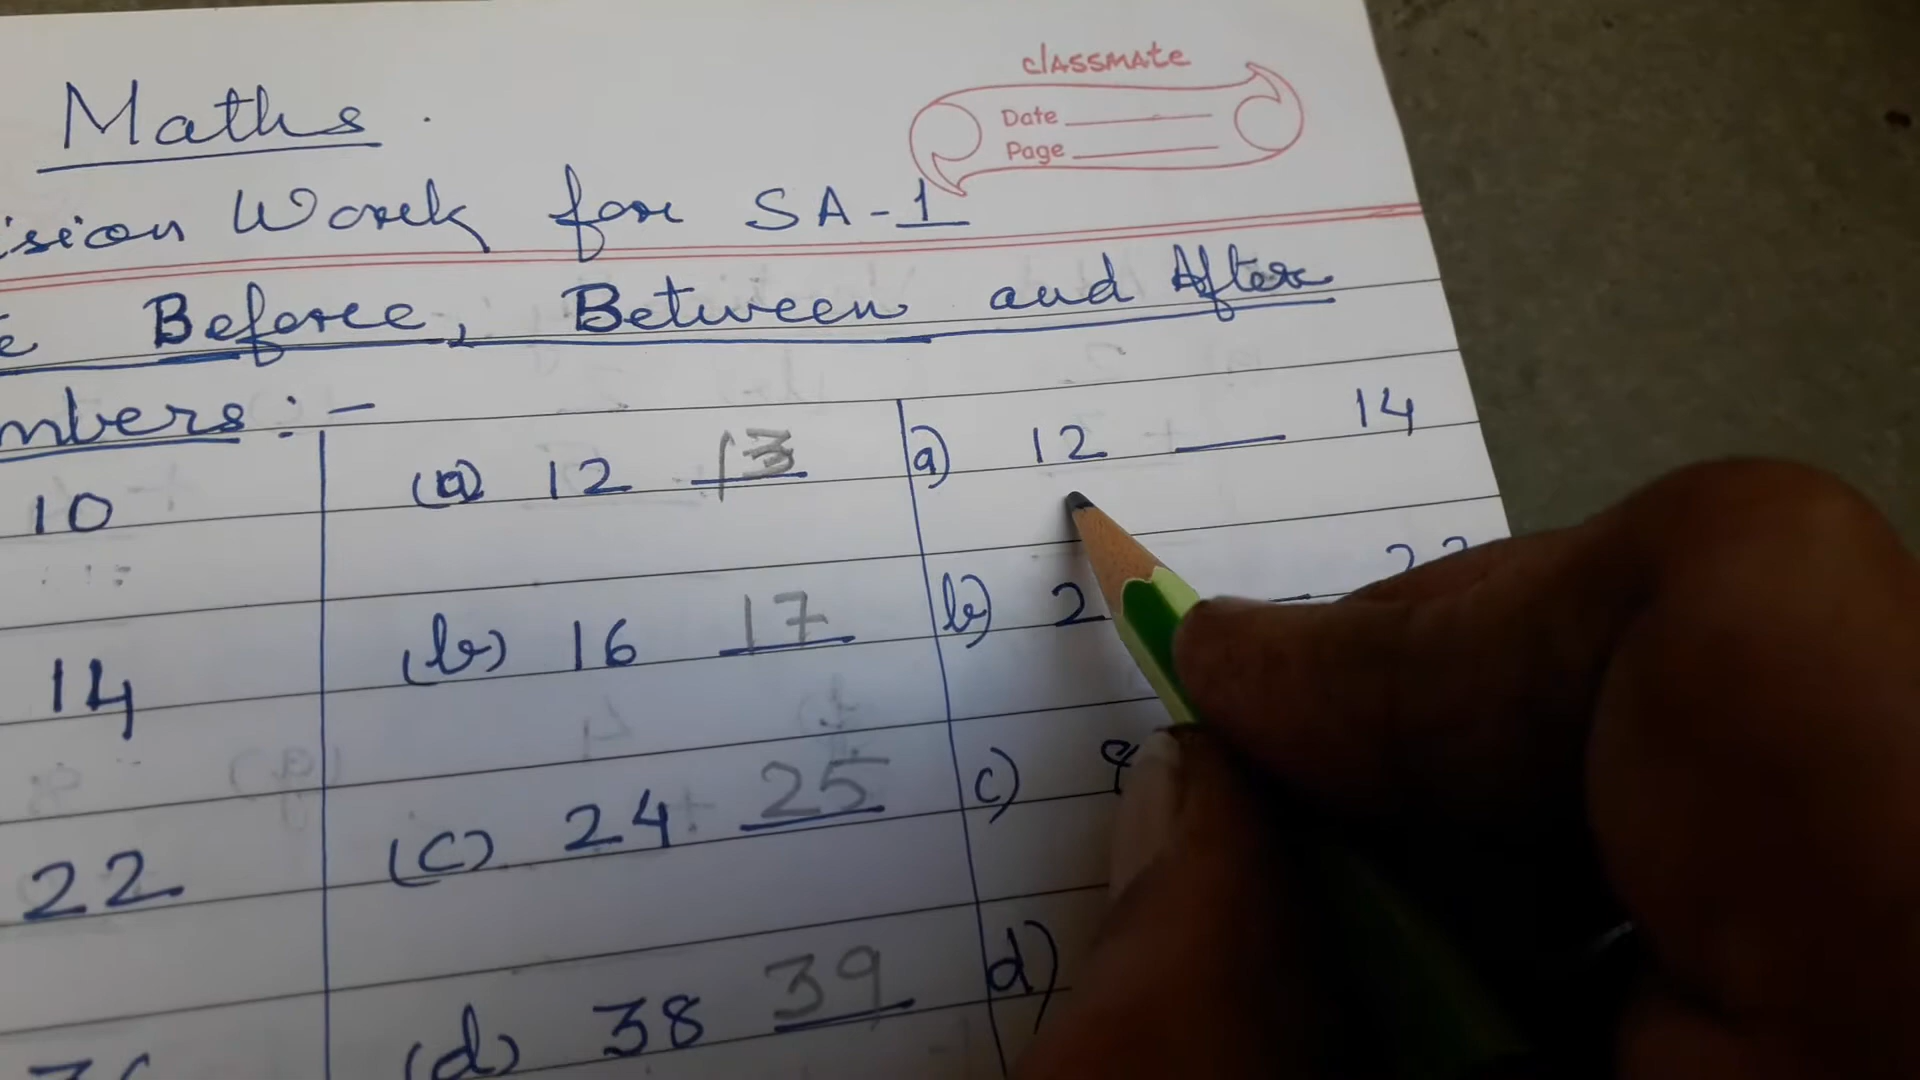 classmate
Date
Page
Maths.
Work for SA-1
Before, Between and After
10 (a) 12 13 a) 12 14
14 (b) 16 17 b) 2
22 (c) 24 25 c)
(d) 38 39 d)